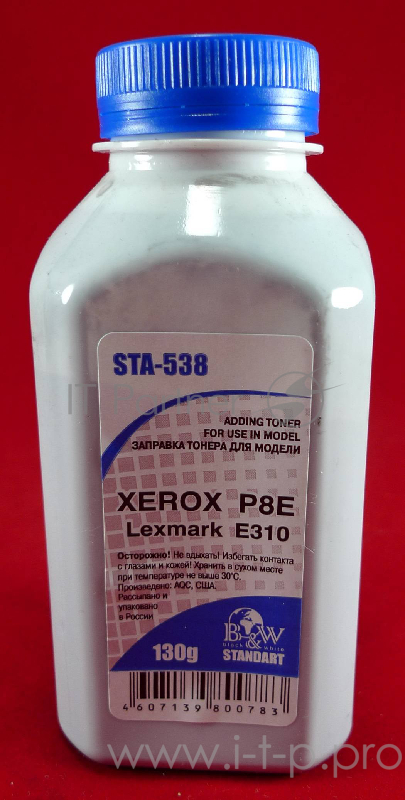 STA-538
ADDING TONER
FOR USE IN MODEL
ЗАПРАВКА ТОНЕРА ДЛЯ МОДЕЛИ
XEROX P8E
Lexmark E310
Осторожно! Не вдыхать! Избегать контакта
с глазами и кожей! Хранить в сухом месте
при температуре не выше 30°С.
Произведено: AQC, США.
Рассыпано и
упаковано
в России
B&W
black & white
130g
STANDART
4607139800783
www.i-t-p.pro